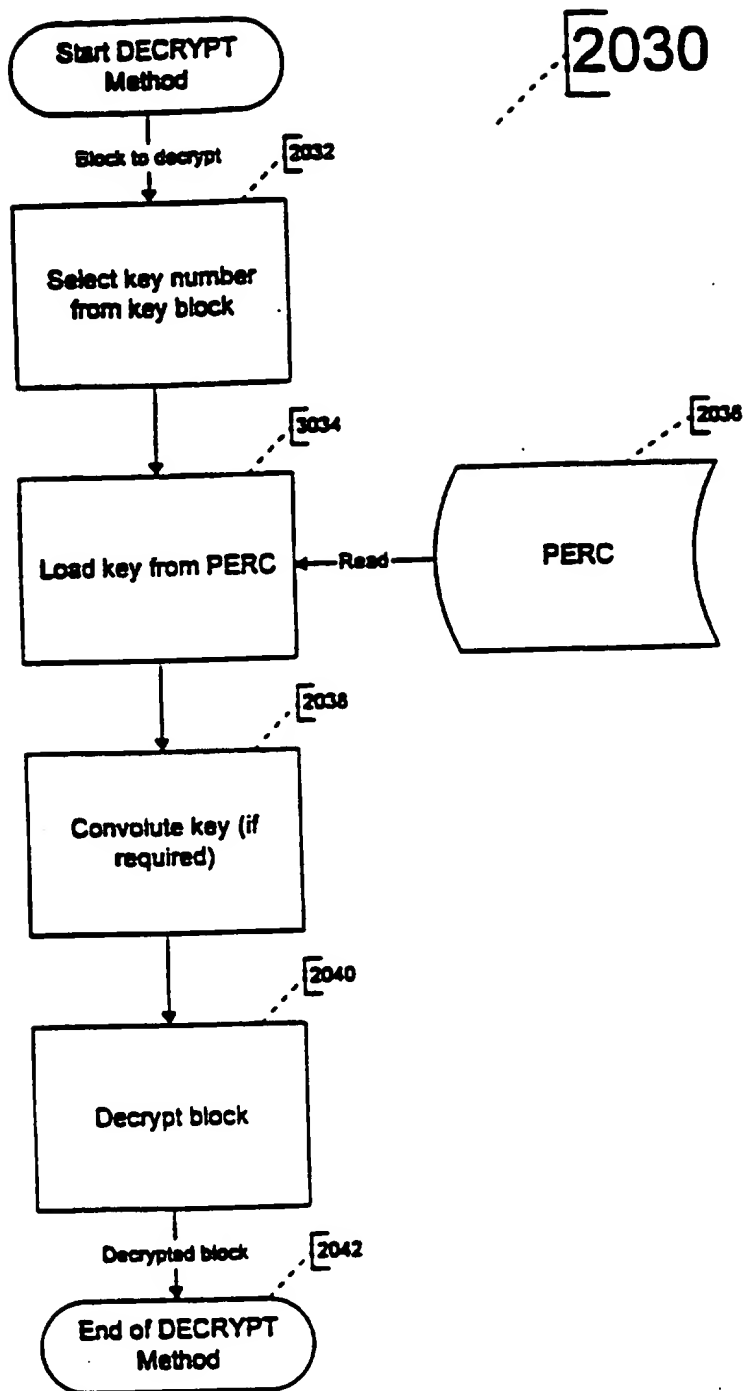 Start DECRYPT
Method
2030
Block to decrypt
2032
Select key number
from key block
3034
2036
Load key from PERC
Read
PERC
2038
Convolute key (if
required)
2040
Decrypt block
Decrypted block
2042
End of DECRYPT
Method